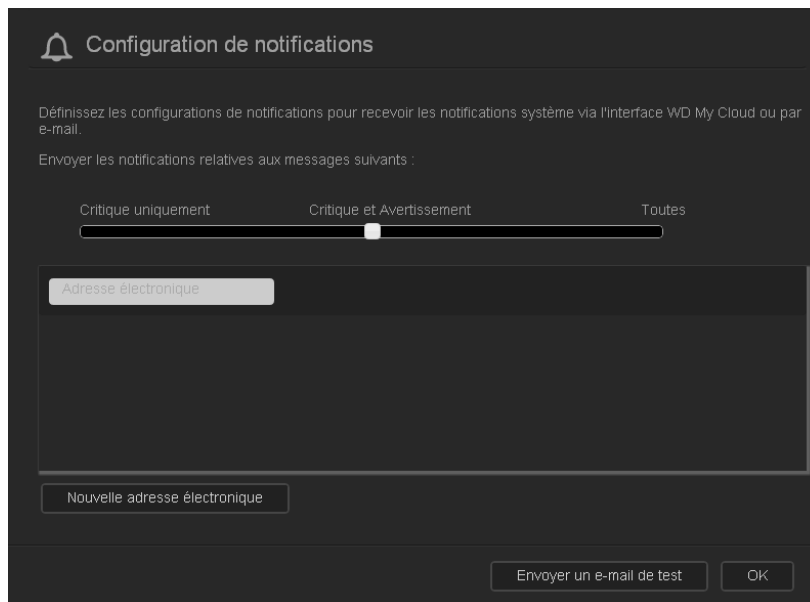 Configuration de notifications
Définissez les configurations de notifications pour recevoir les notifications système via l'interface WD My Cloud ou par
e-mail.
Envoyer les notifications relatives aux messages suivants :
Critique uniquement Critique et Avertissement Toutes
Adresse électronique
Nouvelle adresse électronique
Envoyer un e-mail de test OK